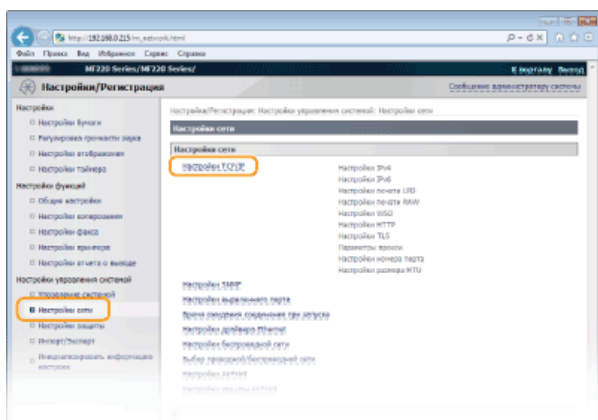 http://192.168.0.215/m_network.html
Файл Правка Вид Избранное Сервис Справка
MF220 Series/MF220 Series/
К порталу Выход
Настройки/Регистрация
Сообщение администратору системы
Настройки
Настройки бумаги
Регулировка громкости звука
Настройки отображения
Настройки таймера
Настройки функций
Общие настройки
Настройки копирования
Настройки факса
Настройки принтера
Настройки отчета о выводе
Настройки управления системой
Управление системой
Настройки сети
Настройки защиты
Импорт/Экспорт
Инициализировать информацию настроек
Настройки/Регистрация: Настройки управления системой: Настройки сети
Настройки сети
Настройки сети
Настройки TCP/IP
Настройки IPv4
Настройки IPv6
Настройки печати LPD
Настройки печати RAW
Настройки WSD
Настройки HTTP
Настройки TLS
Параметры прокси
Настройки номера порта
Настройки размера MTU
Настройки SNMP
Настройки выделенного порта
Время ожидания соединения при запуске
Настройки драйвера Ethernet
Настройки беспроводной сети
Выбор проводной/беспроводной сети
Настройки AirPrint
Настройки защиты AirPrint